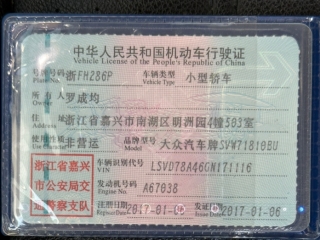 中华人民共和国机动车行驶证
Vehicle License of the People's Republic of China
号牌号码 浙FH286P 车辆类型 小型轿车
Plate No. Vehicle Type
所有人 罗成均
Owner
住址 浙江省嘉兴市南湖区明洲园4幢503室
Address
使用性质 非营运 品牌型号 大众汽车牌SVW71810BU
Use Character Model
浙江省嘉兴
市公安局交
通警察支队
车辆识别代号 LSVD78A46GN171116
VIN
发动机号码 A67038
Engine No.
注册日期 2017-01-06 发证日期 2017-01-06
Register Date Issue Date